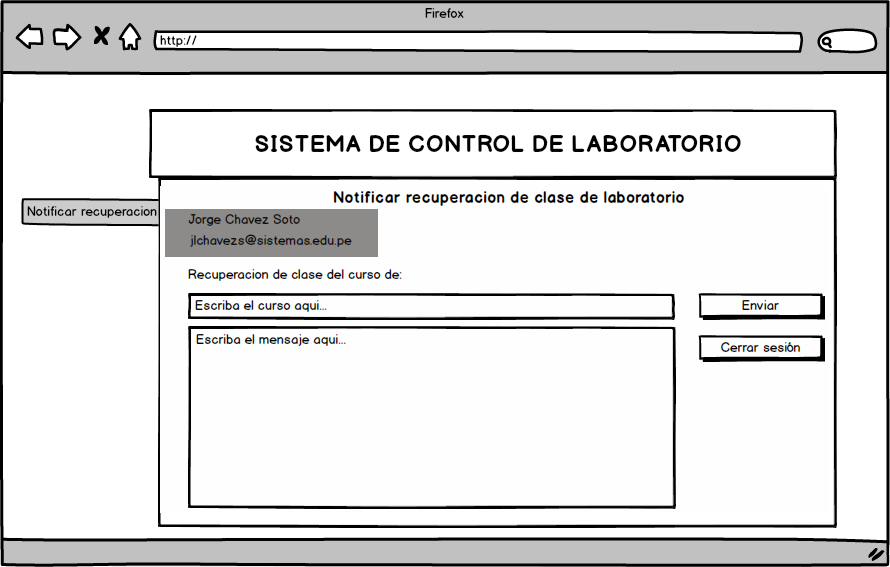 Firefox
http://
SISTEMA DE CONTROL DE LABORATORIO
Notificar recuperacion
Notificar recuperacion de clase de laboratorio
Jorge Chavez Soto
jlchavezs@sistemas.edu.pe
Recuperacion de clase del curso de:
Escriba el curso aqui...
Enviar
Escriba el mensaje aqui...
Cerrar sesión